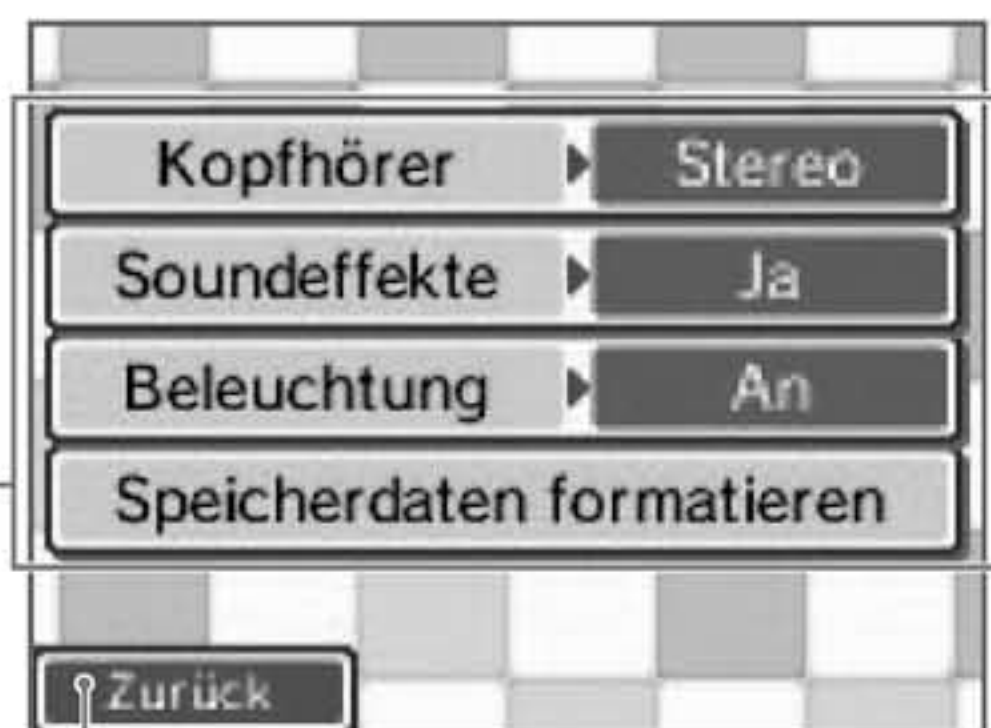 Kopfhörer Stereo
Soundeffekte Ja
Beleuchtung An
Speicherdaten formatieren
Zurück